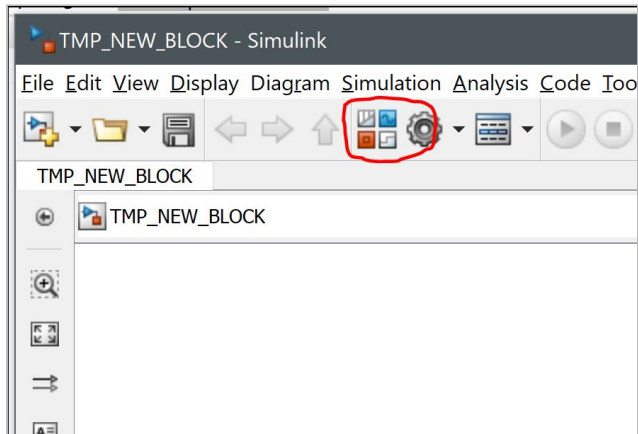 TMP_NEW_BLOCK - Simulink
File Edit View Display Diagram Simulation Analysis Code
TMP_NEW_BLOCK
TMP_NEW_BLOCK